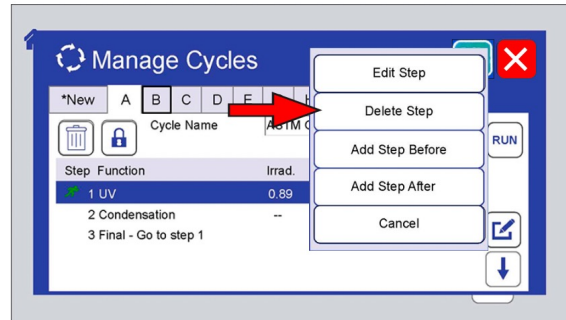 Manage Cycles
*New A B C D E
Cycle Name ASTM
RUN
Step Function Irrad.
1 UV 0.89
2 Condensation --
3 Final - Go to step 1
Edit Step
Delete Step
Add Step Before
Add Step After
Cancel